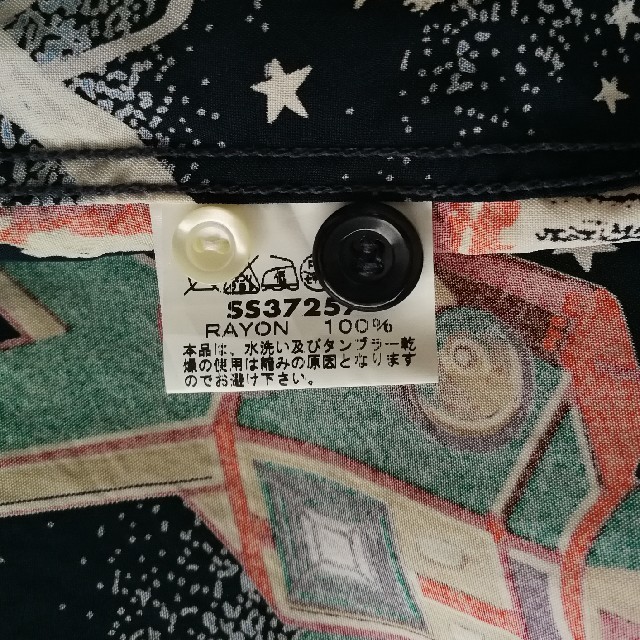 SS3725
RAYON 100%
本品は、水洗い及びタンブラー乾
燥の使用は縮みの原因となります
のでお避け下さい。